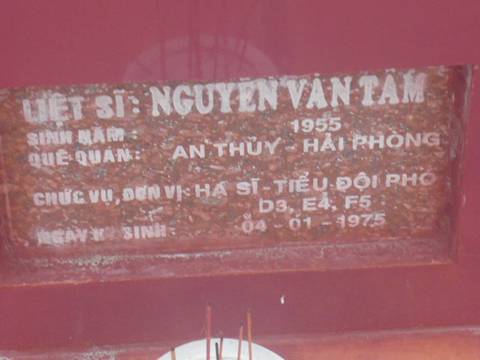 LIỆT SĨ: NGUYỄN VĂN TÂM
SINH NĂM: 1955
QUÊ QUÁN: AN THỦY - HẢI PHÒNG
CHỨC VỤ, ĐƠN VỊ: HẠ SĨ - TIỂU ĐỘI PHÓ
D3, E4, F5
NGÀY H SINH: 04 - 01 - 1975